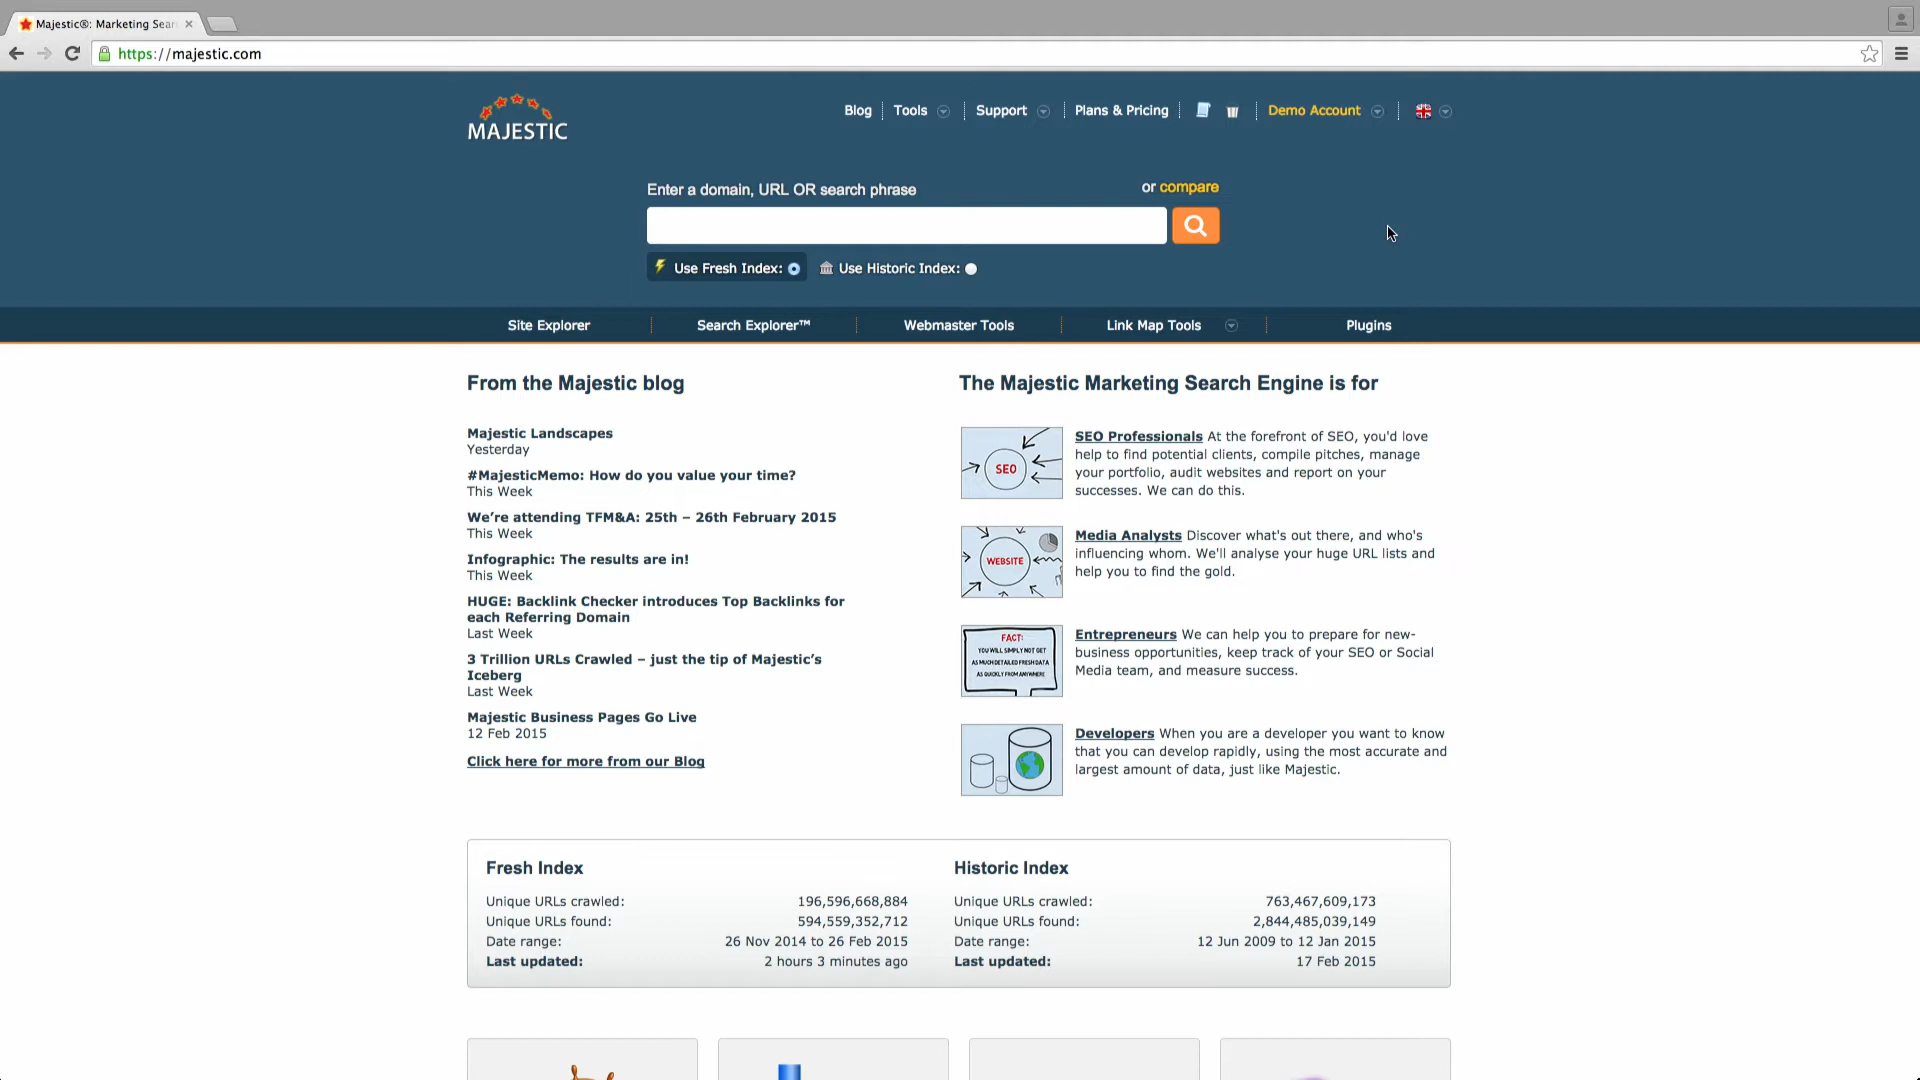 Majestic®: Marketing Sear
https://majestic.com
MAJESTIC
Blog
Tools
Support
Plans & Pricing
Demo Account
Enter a domain, URL OR search phrase
or compare
Use Fresh Index:
Use Historic Index:
Site Explorer
Search Explorer™
Webmaster Tools
Link Map Tools
Plugins
From the Majestic blog
Majestic Landscapes
Yesterday
#MajesticMemo: How do you value your time?
This Week
We’re attending TFM&A: 25th – 26th February 2015
This Week
Infographic: The results are in!
This Week
HUGE: Backlink Checker introduces Top Backlinks for
each Referring Domain
Last Week
3 Trillion URLs Crawled – just the tip of Majestic’s
Iceberg
Last Week
Majestic Business Pages Go Live
12 Feb 2015
Click here for more from our Blog
The Majestic Marketing Search Engine is for
SEO
SEO Professionals At the forefront of SEO, you'd love
help to find potential clients, compile pitches, manage
your portfolio, audit websites and report on your
successes. We can do this.
WEBSITE
Media Analysts Discover what's out there, and who's
influencing whom. We'll analyse your huge URL lists and
help you to find the gold.
FACT:
YOU WILL SIMPLY NOT GET
AS MUCH DETAILED FRESH DATA
AS QUICKLY FROM ANYWHERE
Entrepreneurs We can help you to prepare for new-
business opportunities, keep track of your SEO or Social
Media team, and measure success.
Developers When you are a developer you want to know
that you can develop rapidly, using the most accurate and
largest amount of data, just like Majestic.
Fresh Index
Unique URLs crawled: 196,596,668,884
Unique URLs found: 594,559,352,712
Date range: 26 Nov 2014 to 26 Feb 2015
Last updated: 2 hours 3 minutes ago
Historic Index
Unique URLs crawled: 763,467,609,173
Unique URLs found: 2,844,485,039,149
Date range: 12 Jun 2009 to 12 Jan 2015
Last updated: 17 Feb 2015